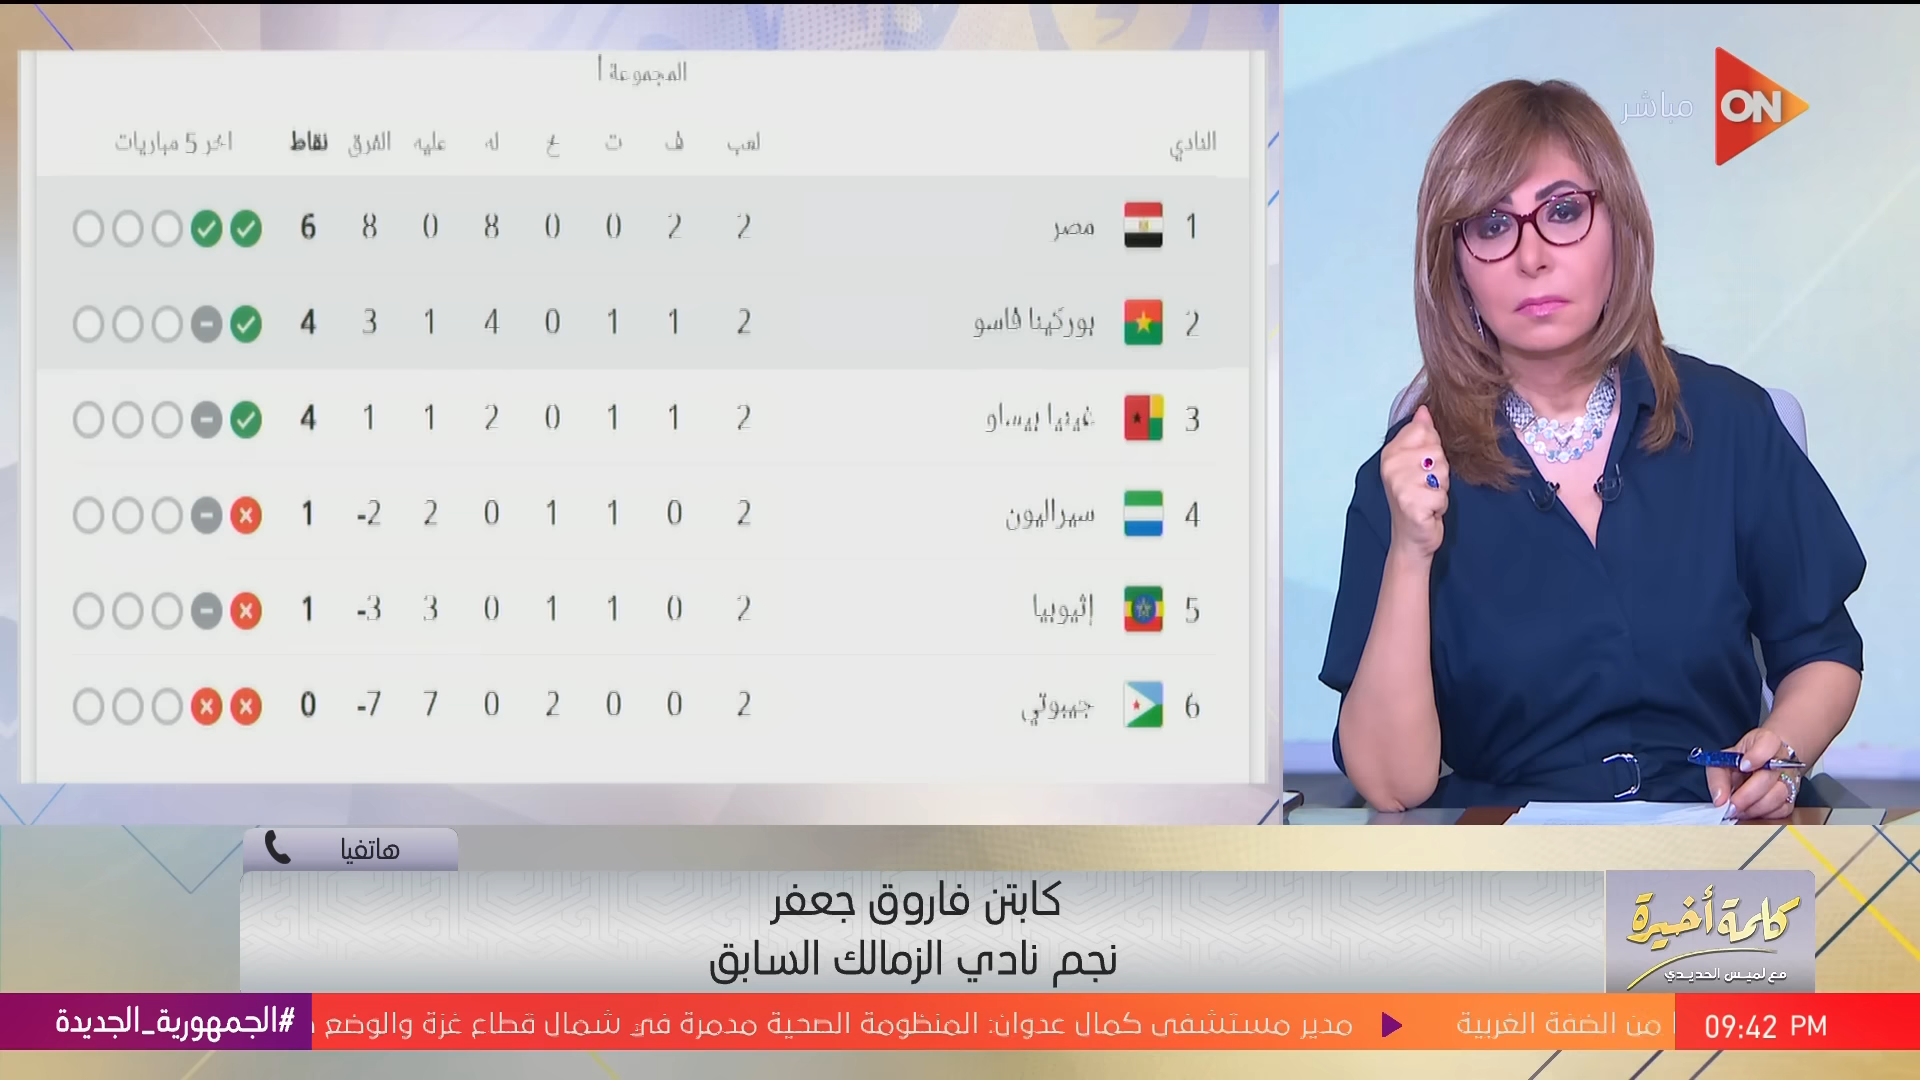 المجموعة أ
النادي لعب ف ت خ له عليه الفرق نقاط اخر 5 مباريات
1 مصر 2 2 0 0 8 0 8 6
2 بوركينا فاسو 2 1 1 0 4 1 3 4
3 غينيا بيساو 2 1 1 0 2 1 1 4
4 سيراليون 2 0 1 1 0 2 -2 1
5 إثيوبيا 2 0 1 1 0 3 -3 1
6 جيبوتي 2 0 0 2 0 7 -7 0
مباشر ON
هاتفيا
كابتن فاروق جعفر
نجم نادي الزمالك السابق
كلمة أخيرة
مع لميس الحديدي
09:42 PM
من الضفة الغربية
مدير مستشفى كمال عدوان: المنظومة الصحية مدمرة في شمال قطاع غزة والوضع
#الجمهورية_الجديدة